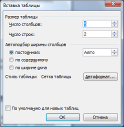 Вставка таблицы
Размер таблицы
Число столбцов:
Число строк: 2
Автоподбор ширины столбцов
постоянная: Авто
по содержимому
по ширине окна
Стиль таблицы: Сетка таблицы Автоформат...
По умолчанию для новых таблиц
ОК Отмена